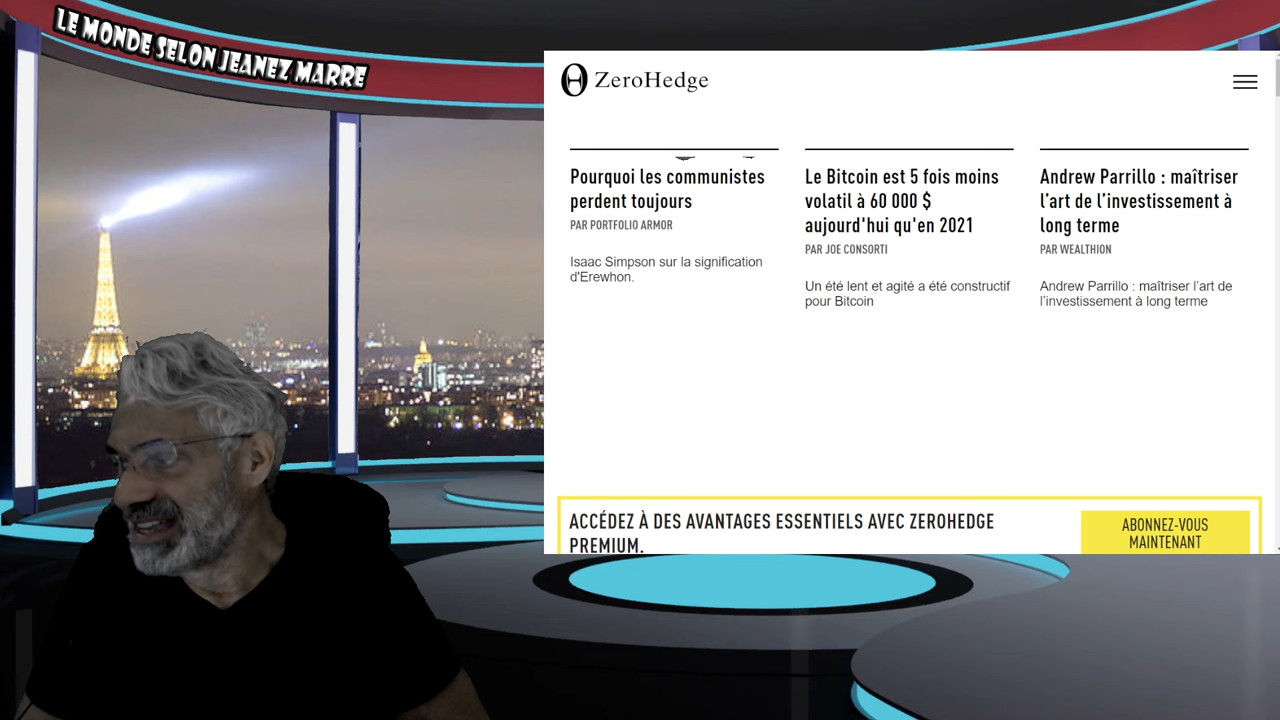 LE MONDE SELON JEANEZ MARRE
ZeroHedge
Pourquoi les communistes
perdent toujours
PAR PORTFOLIO ARMOR
Isaac Simpson sur la signification
d'Erewhon.
Le Bitcoin est 5 fois moins
volatil à 60 000 $
aujourd'hui qu'en 2021
PAR JOE CONSORTI
Un été lent et agité a été constructif
pour Bitcoin
Andrew Parrillo : maîtriser
l’art de l’investissement à
long terme
PAR WEALTHION
Andrew Parrillo : maîtriser l’art de
l’investissement à long terme
ACCÉDEZ À DES AVANTAGES ESSENTIELS AVEC ZEROHEDGE
PREMIUM.
ABONNEZ-VOUS
MAINTENANT